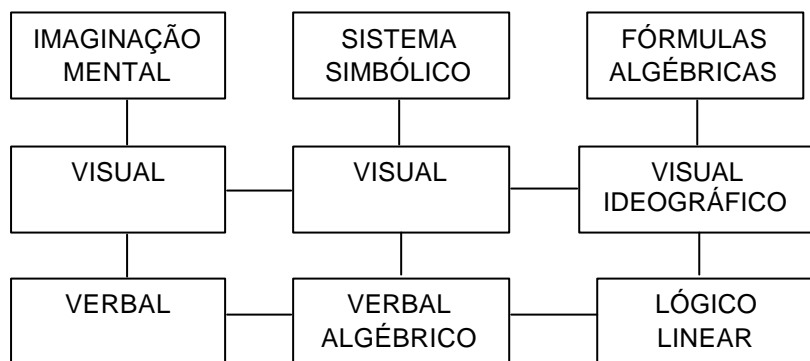 IMAGINAÇÃO
MENTAL
SISTEMA
SIMBÓLICO
FÓRMULAS
ALGÉBRICAS
VISUAL
VISUAL
VISUAL
IDEOGRÁFICO
VERBAL
VERBAL
ALGÉBRICO
LÓGICO
LINEAR